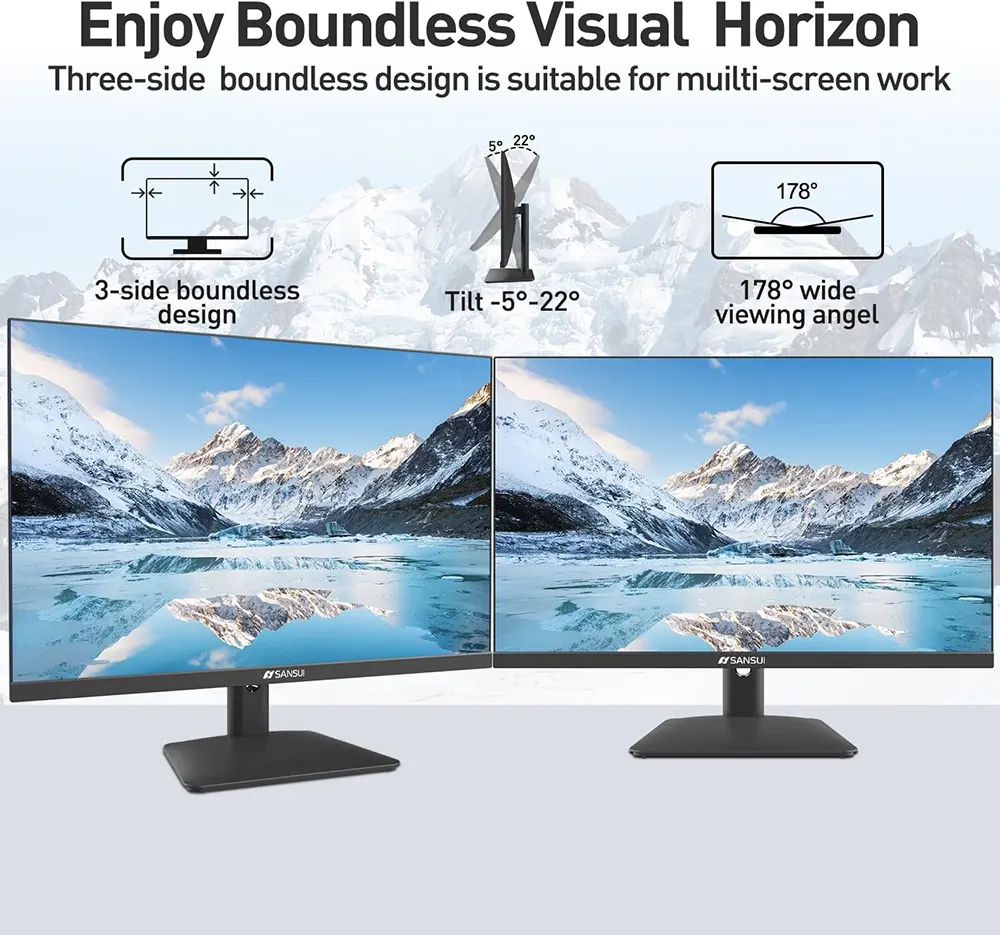 Enjoy Boundless Visual Horizon
Three-side boundless design is suitable for muilti-screen work
5° 22°
178°
3-side boundless
design
Tilt -5°-22°
178° wide
viewing angel
SANSUI
SANSUI